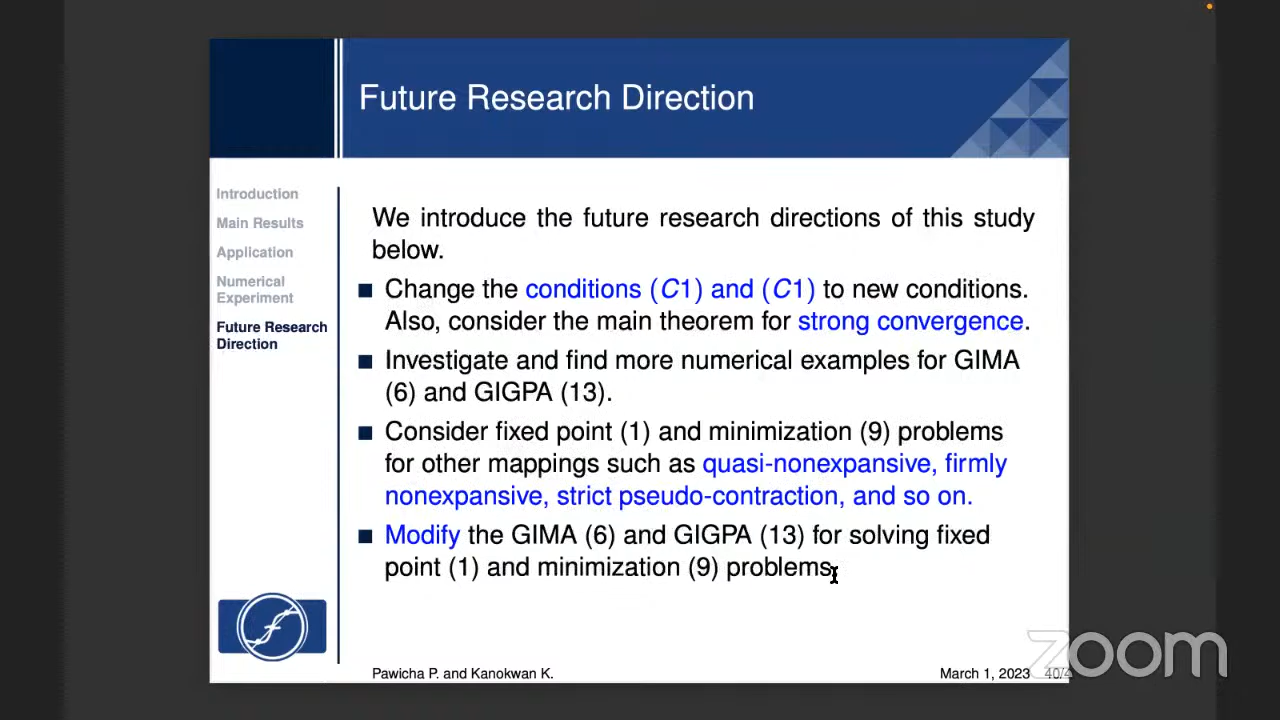 Future Research Direction
Introduction
Main Results
Application
Numerical
Experiment
Future Research
Direction
We introduce the future research directions of this study
below.
Change the conditions (C1) and (C1) to new conditions.
Also, consider the main theorem for strong convergence.
Investigate and find more numerical examples for GIMA
(6) and GIGPA (13).
Consider fixed point (1) and minimization (9) problems
for other mappings such as quasi-nonexpansive, firmly
nonexpansive, strict pseudo-contraction, and so on.
Modify the GIMA (6) and GIGPA (13) for solving fixed
point (1) and minimization (9) problems.
Pawicha P. and Kanokwan K.
March 1, 2023 40/4
zoom